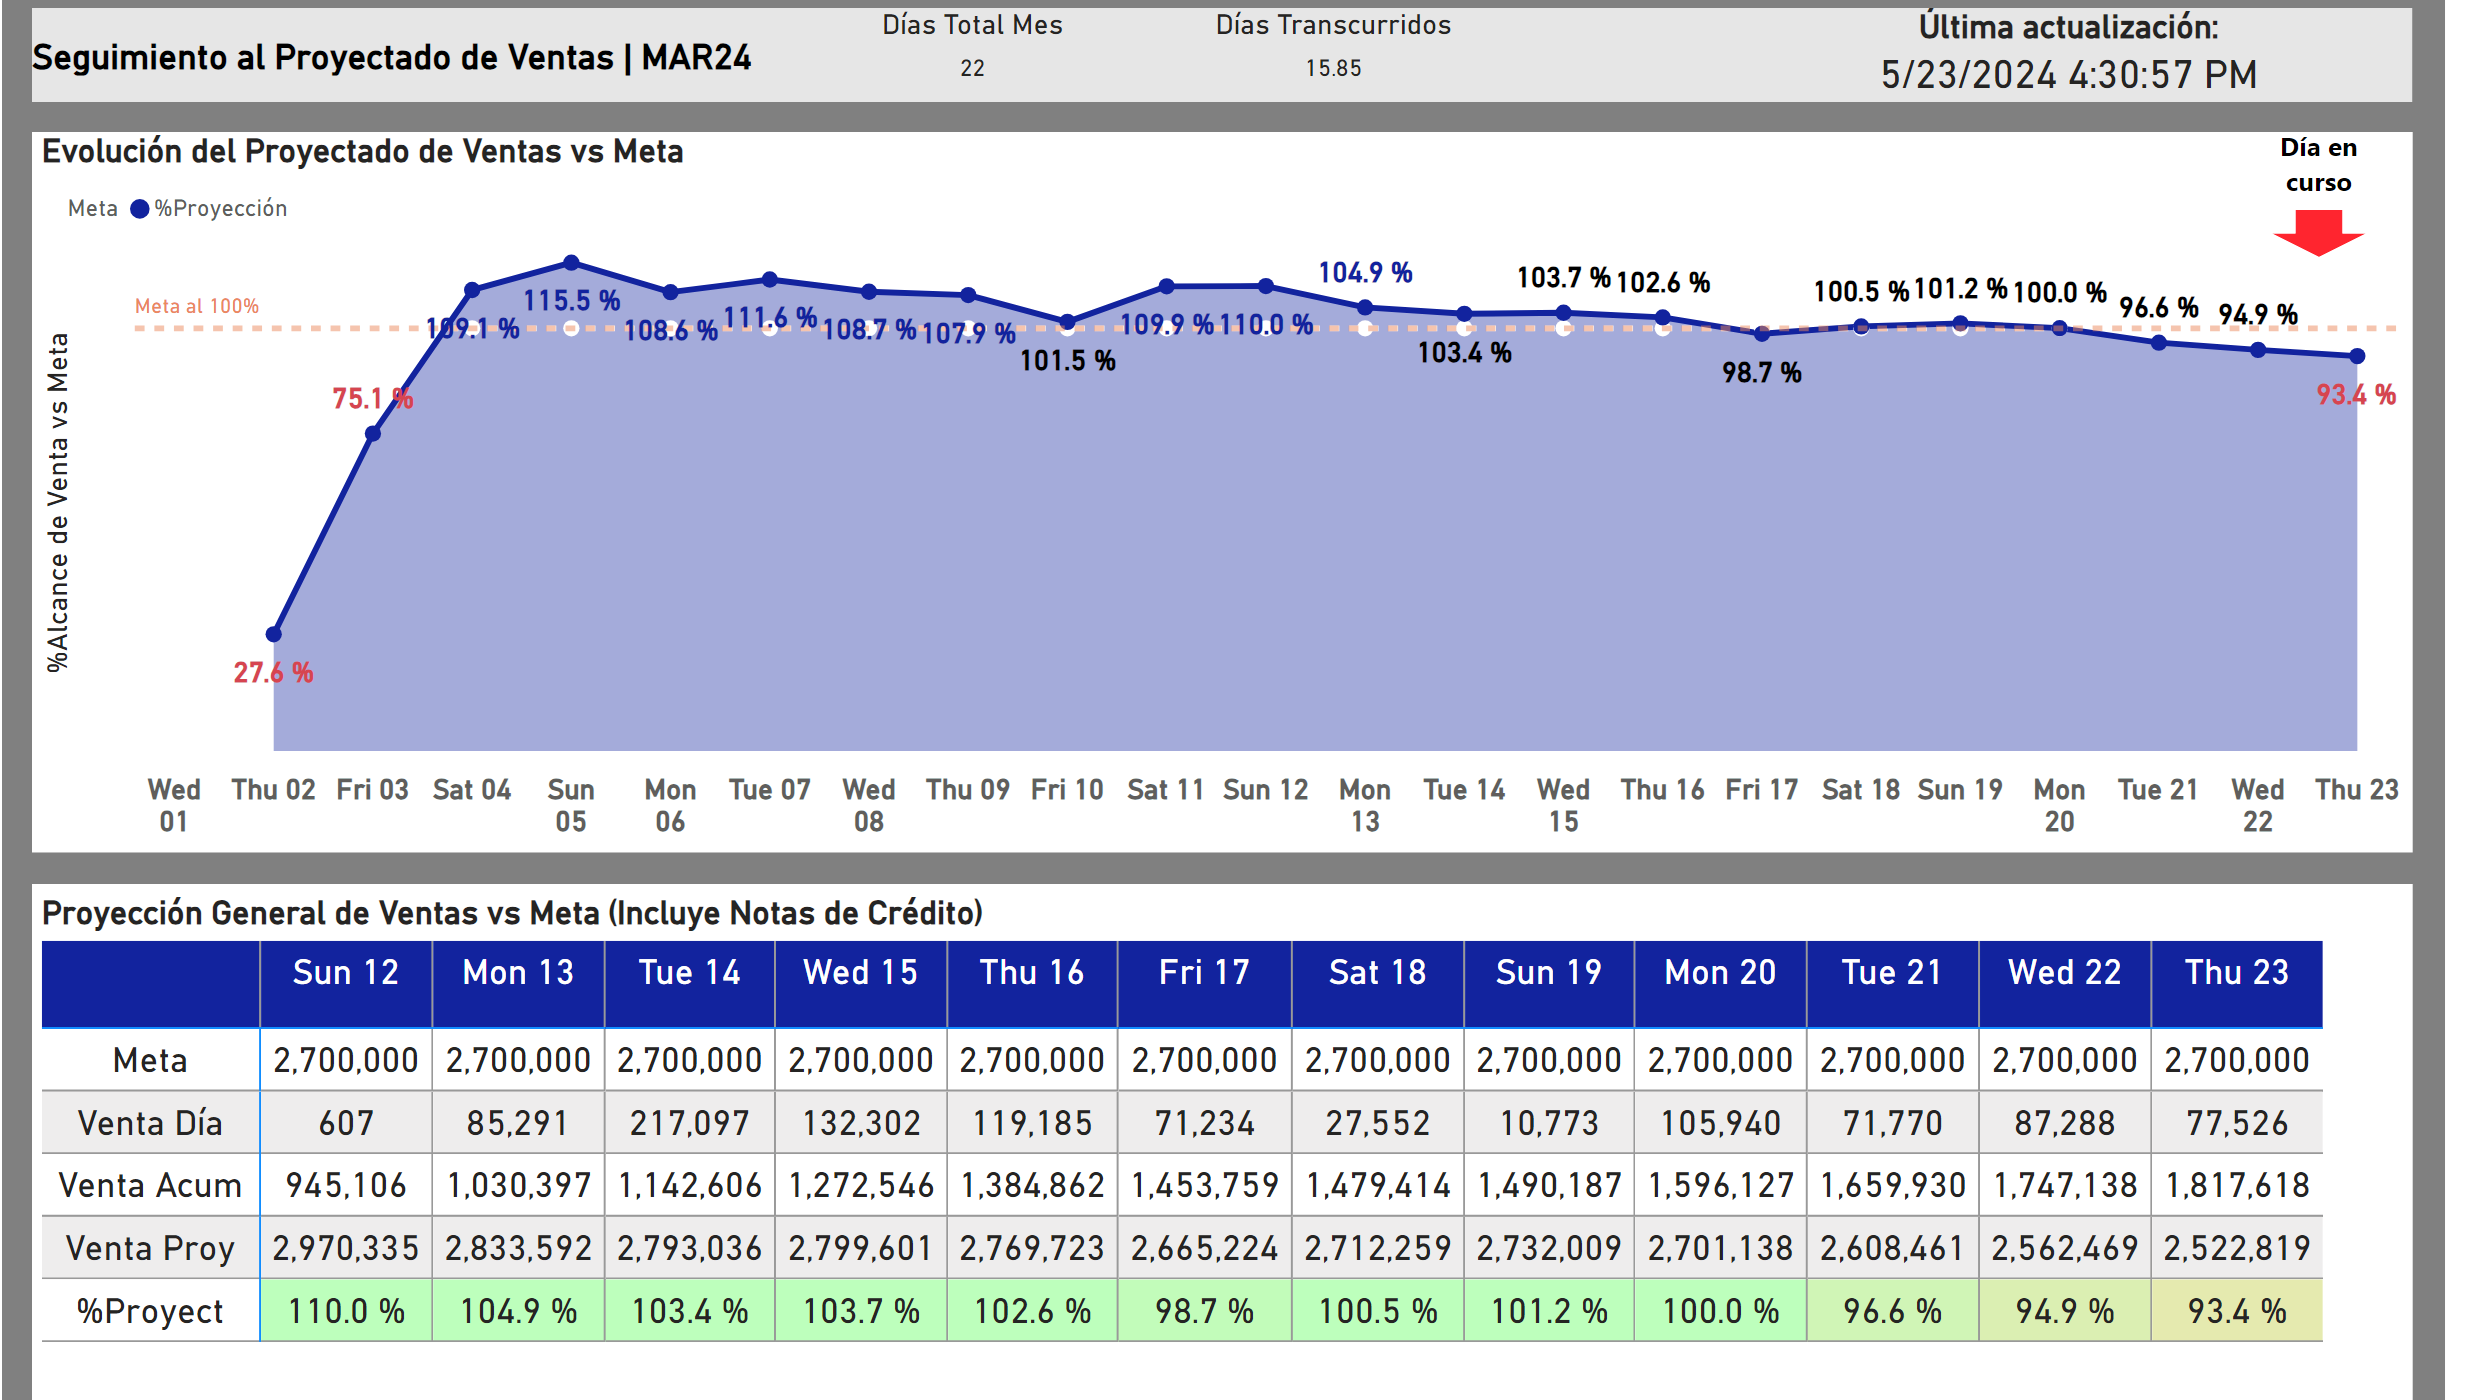 Seguimiento al Proyectado de Ventas | MAR24
Días Total Mes
22
Días Transcurridos
15.85
Última actualización:
5/23/2024 4:30:57 PM
Evolución del Proyectado de Ventas vs Meta
Día en
curso
Meta %Proyección
Meta al 100%
%Alcance de Venta vs Meta
27.6 %
75.1 %
109.1 %
115.5 %
108.6 %
111.6 %
108.7 %
107.9 %
101.5 %
109.9 %
110.0 %
104.9 %
103.4 %
103.7 %
102.6 %
98.7 %
100.5 %
101.2 %
100.0 %
96.6 %
94.9 %
93.4 %
Wed 01
Thu 02
Fri 03
Sat 04
Sun 05
Mon 06
Tue 07
Wed 08
Thu 09
Fri 10
Sat 11
Sun 12
Mon 13
Tue 14
Wed 15
Thu 16
Fri 17
Sat 18
Sun 19
Mon 20
Tue 21
Wed 22
Thu 23
Proyección General de Ventas vs Meta (Incluye Notas de Crédito)
Sun 12 Mon 13 Tue 14 Wed 15 Thu 16 Fri 17 Sat 18 Sun 19 Mon 20 Tue 21 Wed 22 Thu 23
Meta 2,700,000 2,700,000 2,700,000 2,700,000 2,700,000 2,700,000 2,700,000 2,700,000 2,700,000 2,700,000 2,700,000 2,700,000
Venta Día 607 85,291 217,097 132,302 119,185 71,234 27,552 10,773 105,940 71,770 87,288 77,526
Venta Acum 945,106 1,030,397 1,142,606 1,272,546 1,384,862 1,453,759 1,479,414 1,490,187 1,596,127 1,659,930 1,747,138 1,817,618
Venta Proy 2,970,335 2,833,592 2,793,036 2,799,601 2,769,723 2,665,224 2,712,259 2,732,009 2,701,138 2,608,461 2,562,469 2,522,819
%Proyect 110.0 % 104.9 % 103.4 % 103.7 % 102.6 % 98.7 % 100.5 % 101.2 % 100.0 % 96.6 % 94.9 % 93.4 %